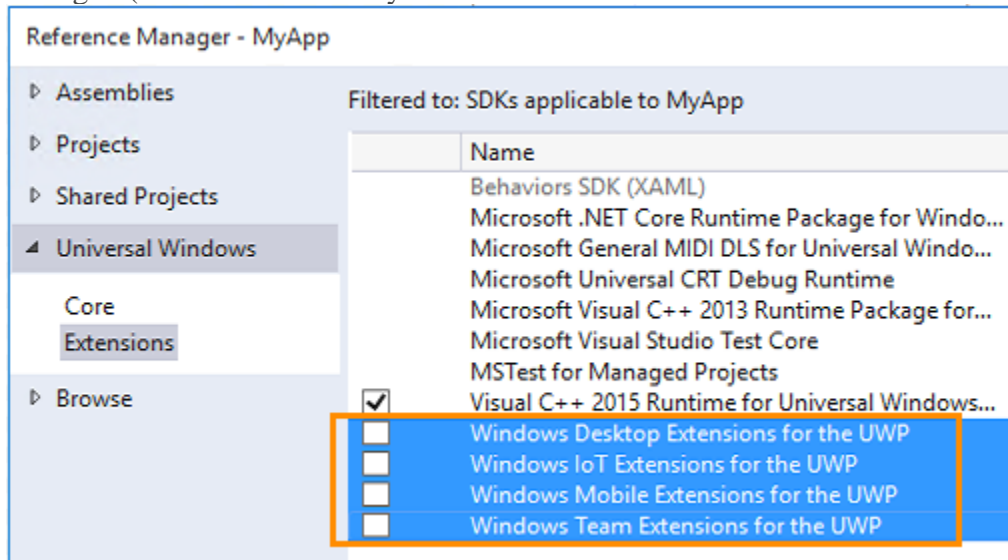 Reference Manager - MyApp
Assemblies
Projects
Shared Projects
Universal Windows
Core
Extensions
Browse
Filtered to: SDKs applicable to MyApp
Name
Behaviors SDK (XAML)
Microsoft .NET Core Runtime Package for Windo...
Microsoft General MIDI DLS for Universal Windo...
Microsoft Universal CRT Debug Runtime
Microsoft Visual C++ 2013 Runtime Package for...
Microsoft Visual Studio Test Core
MSTest for Managed Projects
Visual C++ 2015 Runtime for Universal Windows...
Windows Desktop Extensions for the UWP
Windows IoT Extensions for the UWP
Windows Mobile Extensions for the UWP
Windows Team Extensions for the UWP